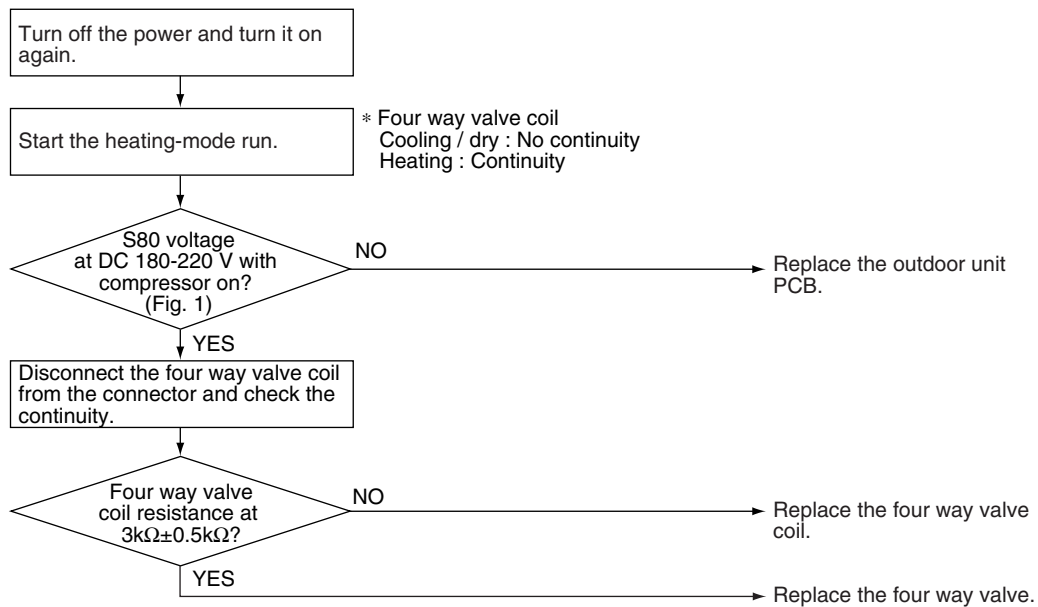 Turn off the power and turn it on
again.
Start the heating-mode run.
* Four way valve coil
Cooling / dry : No continuity
Heating : Continuity
S80 voltage
at DC 180-220 V with
compressor on?
(Fig. 1)
NO
Replace the outdoor unit
PCB.
YES
Disconnect the four way valve coil
from the connector and check the
continuity.
Four way valve
coil resistance at
3kΩ±0.5kΩ?
NO
Replace the four way valve
coil.
YES
Replace the four way valve.